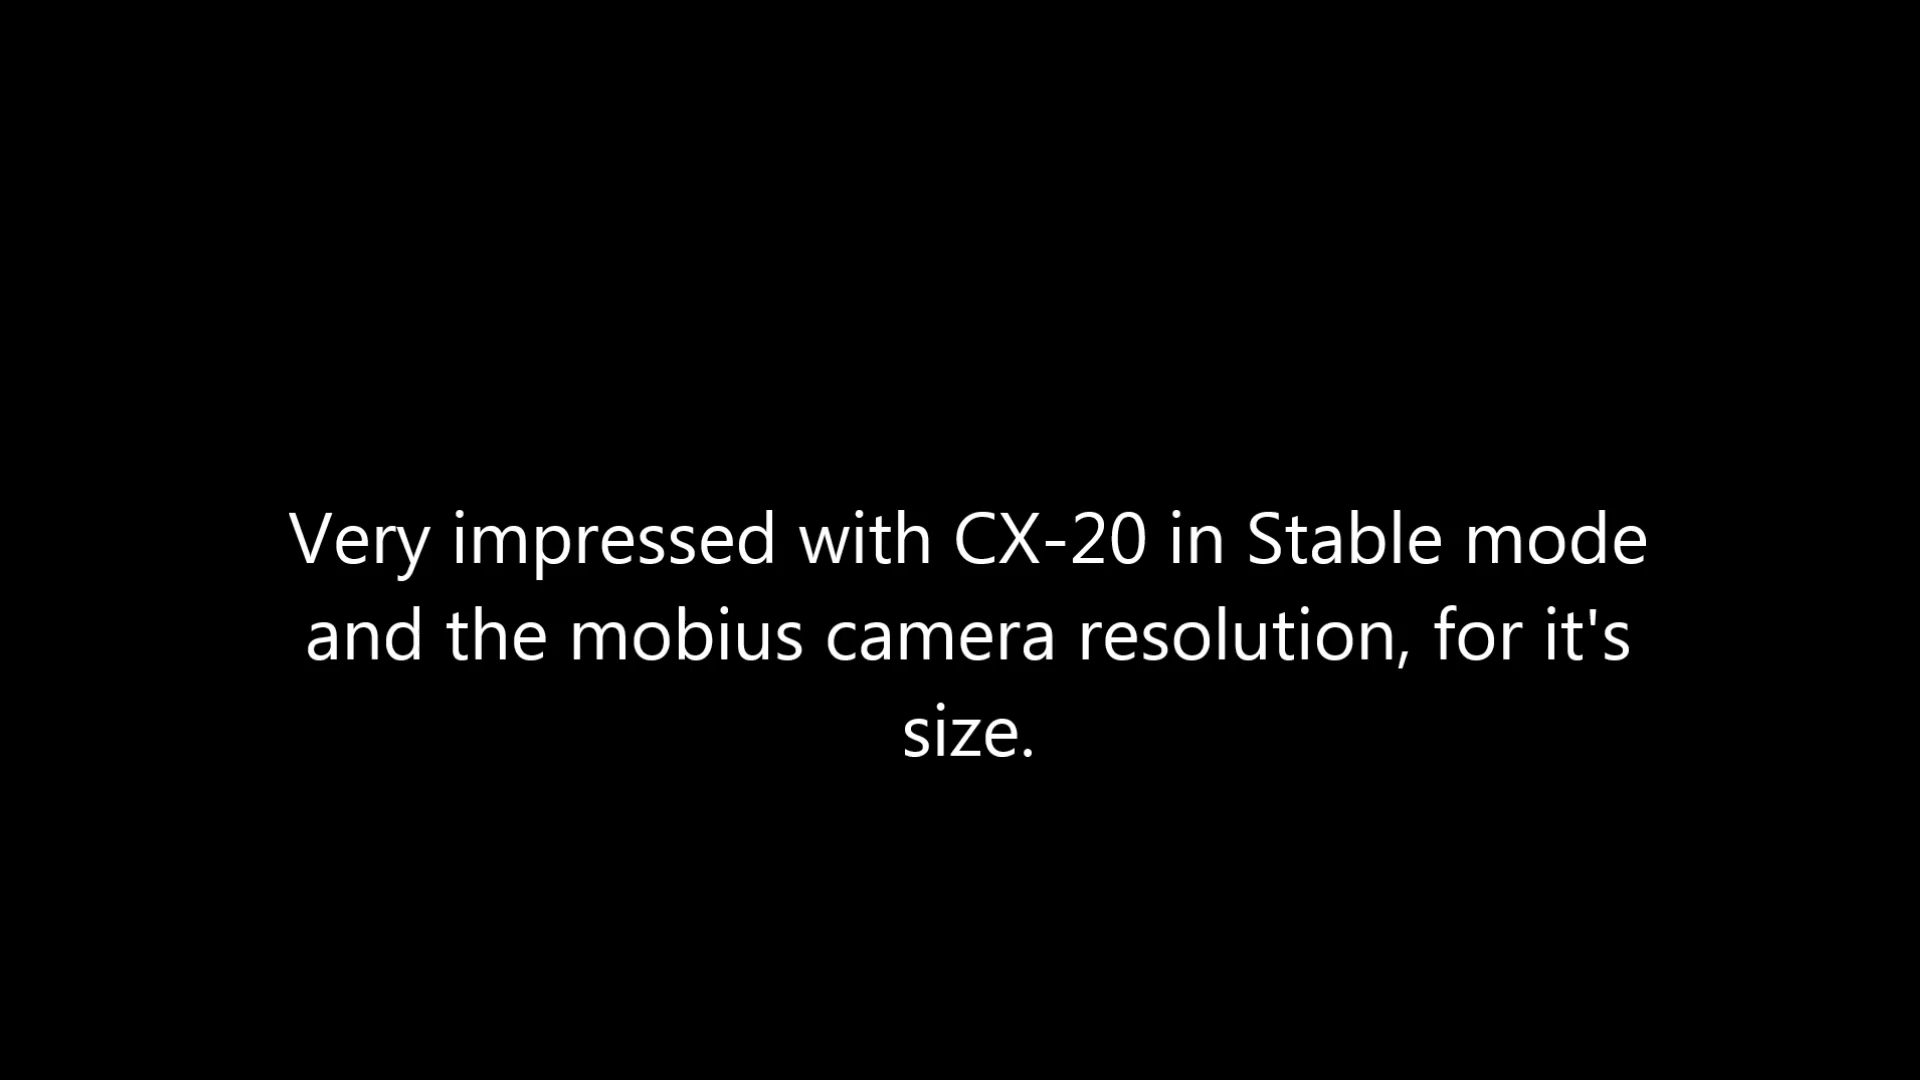 Very impressed with CX-20 in Stable mode
and the mobius camera resolution, for it's
size.